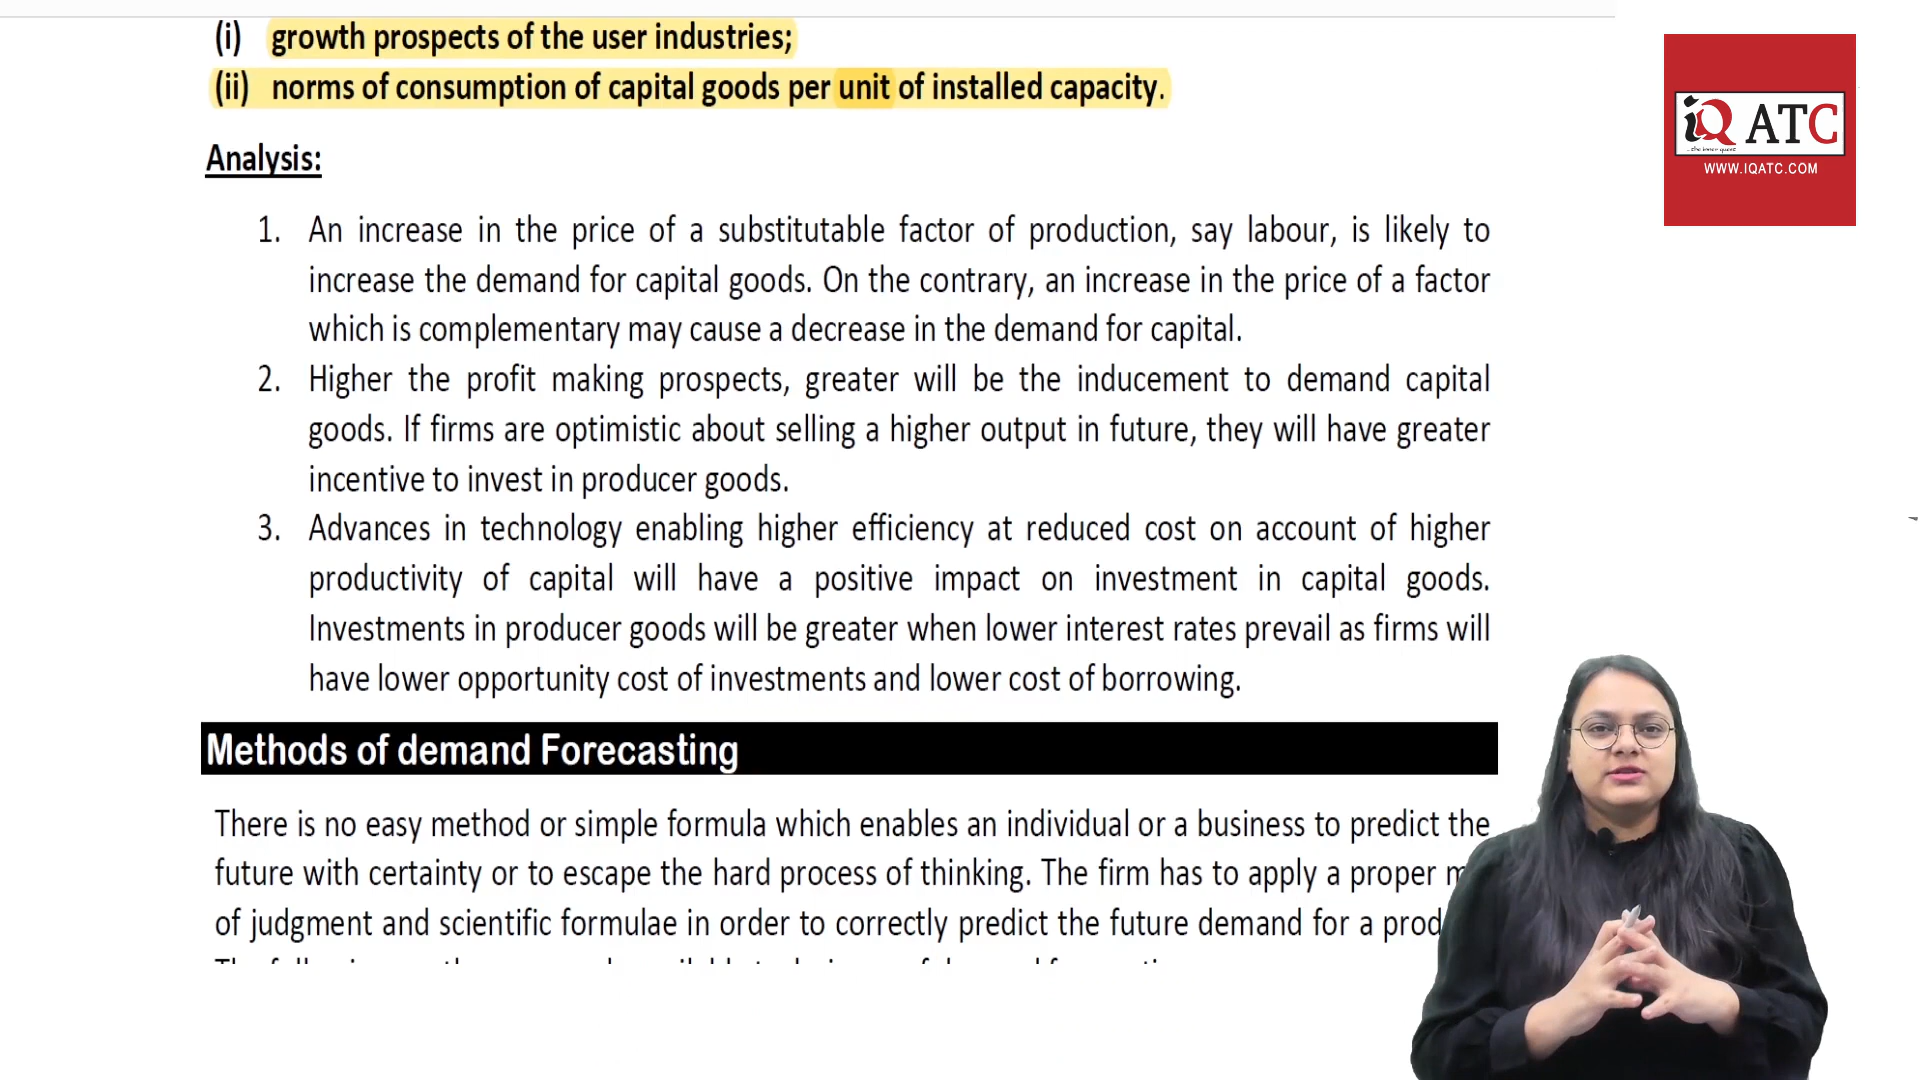 (i) growth prospects of the user industries;
(ii) norms of consumption of capital goods per unit of installed capacity.
iQ ATC
...the inner quest
WWW.IQATC.COM
Analysis:
1. An increase in the price of a substitutable factor of production, say labour, is likely to
increase the demand for capital goods. On the contrary, an increase in the price of a factor
which is complementary may cause a decrease in the demand for capital.
2. Higher the profit making prospects, greater will be the inducement to demand capital
goods. If firms are optimistic about selling a higher output in future, they will have greater
incentive to invest in producer goods.
3. Advances in technology enabling higher efficiency at reduced cost on account of higher
productivity of capital will have a positive impact on investment in capital goods.
Investments in producer goods will be greater when lower interest rates prevail as firms will
have lower opportunity cost of investments and lower cost of borrowing.
Methods of demand Forecasting
There is no easy method or simple formula which enables an individual or a business to predict the
future with certainty or to escape the hard process of thinking. The firm has to apply a proper
of judgment and scientific formulae in order to correctly predict the future demand for a prod